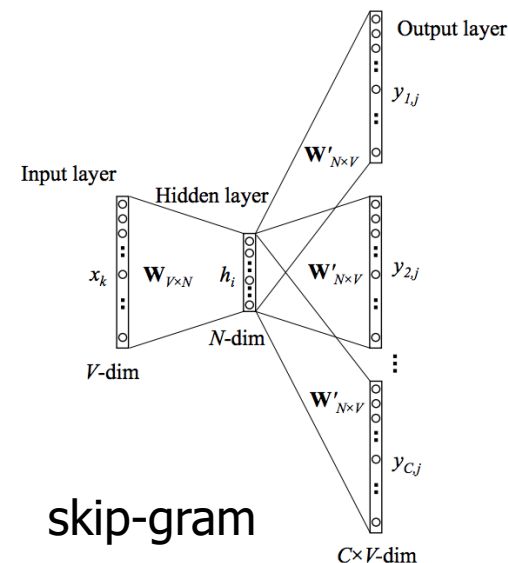 Output layer
y1,j
W′N×V
Input layer
Hidden layer
xk
WV×N
hi
W′N×V
y2,j
N-dim
V-dim
W′N×V
yC,j
skip-gram
C×V-dim